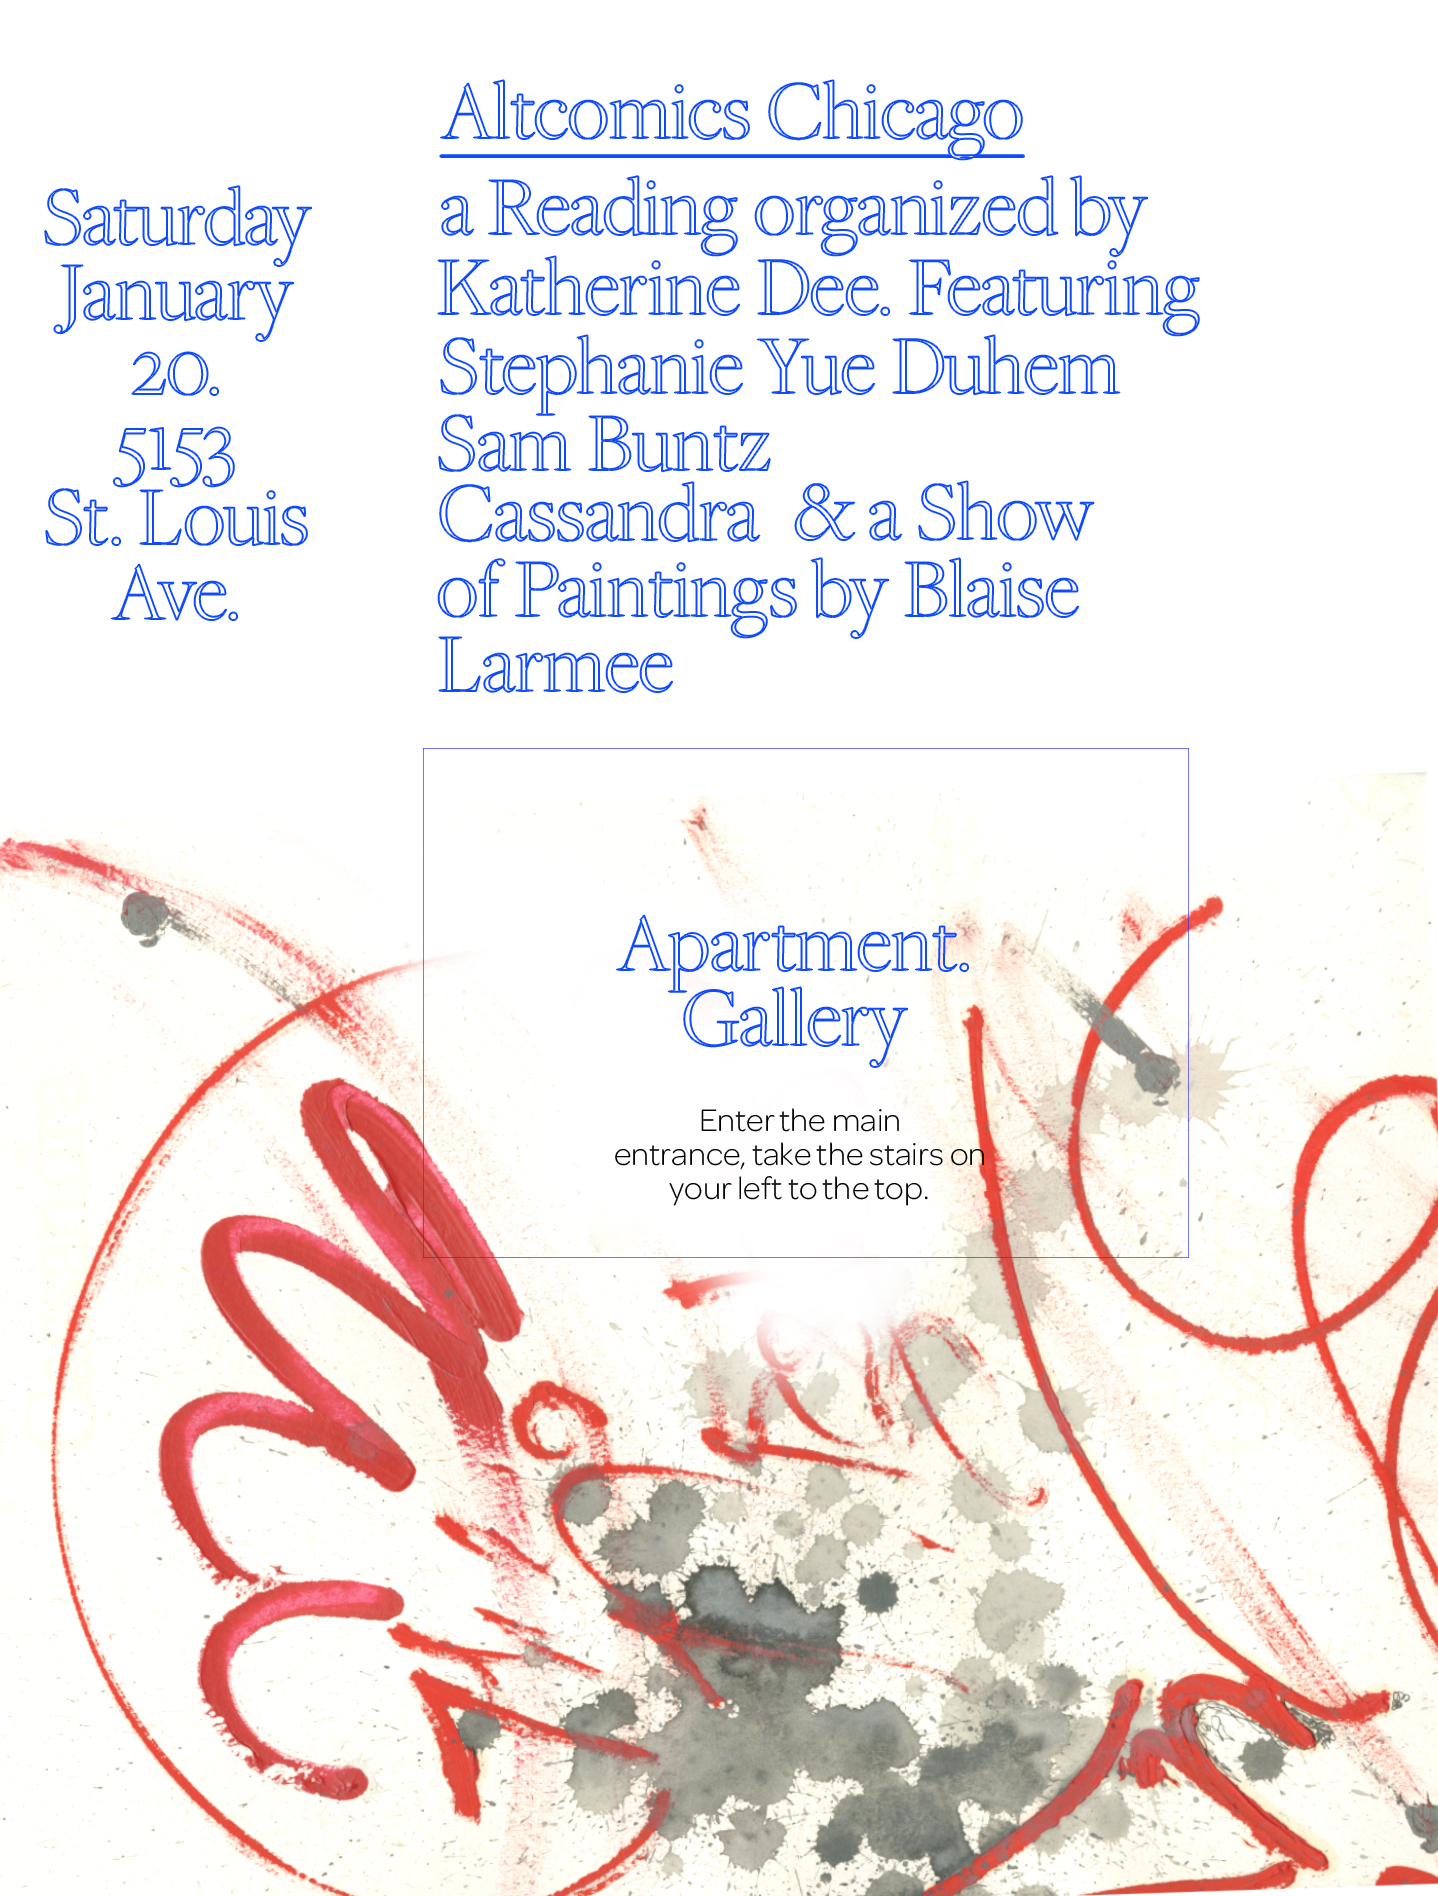 Altcomics Chicago
a Reading organized by
Katherine Dee. Featuring
Stephanie Yue Duhem
Sam Buntz
Cassandra & a Show
of Paintings by Blaise
Larmee
Saturday
January
20.
5153
St. Louis
Ave.
Apartment.
Gallery
Enter the main
entrance, take the stairs on
your left to the top.